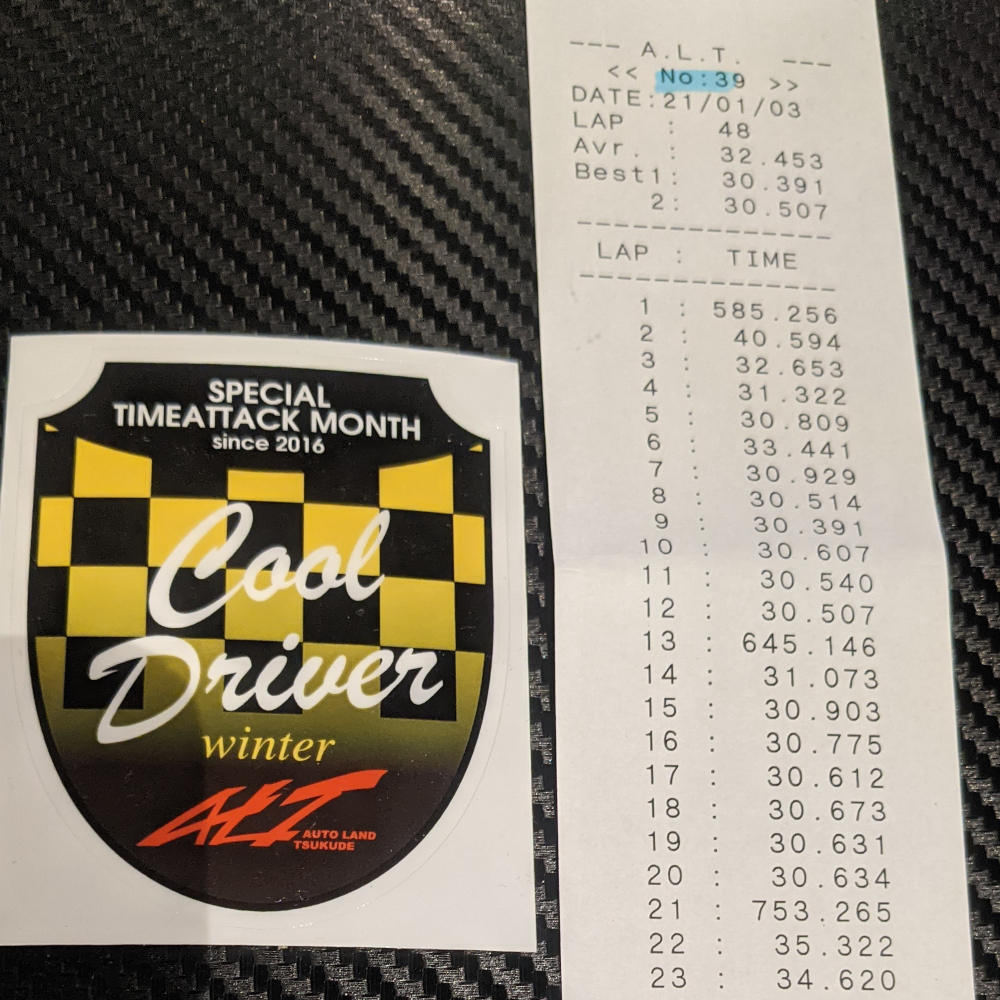 SPECIAL
TIMEATTACK MONTH
since 2016
Cool
Driver
winter
ALT
AUTO LAND
TSUKUDE
--- A.L.T. ---
<< No:39 >>
DATE:21/01/03
LAP : 48
Avr. : 32.453
Best1: 30.391
2: 30.507
--------------
LAP : TIME
--------------
1 : 585.256
2 : 40.594
3 : 32.653
4 : 31.322
5 : 30.809
6 : 33.441
7 : 30.929
8 : 30.514
9 : 30.391
10 : 30.607
11 : 30.540
12 : 30.507
13 : 645.146
14 : 31.073
15 : 30.903
16 : 30.775
17 : 30.612
18 : 30.673
19 : 30.631
20 : 30.634
21 : 753.265
22 : 35.322
23 : 34.620